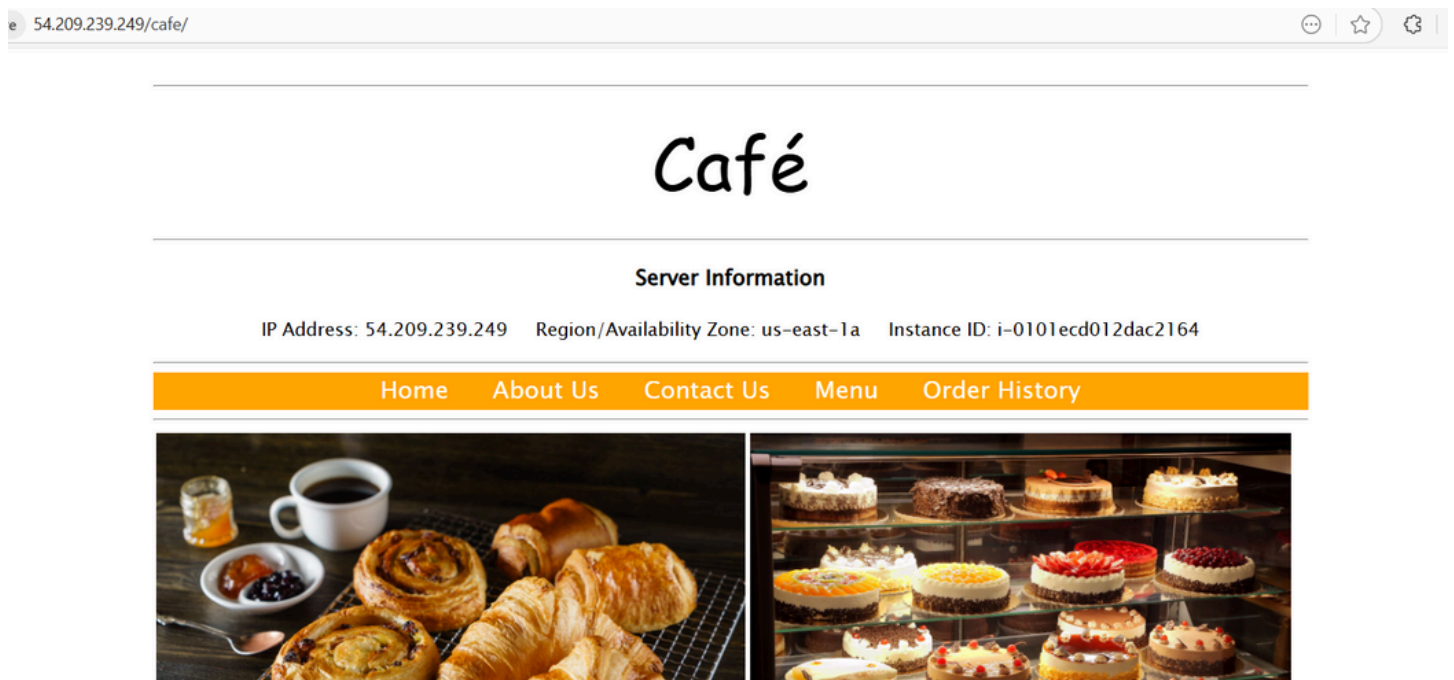 54.209.239.249/cafe/
Café
Server Information
IP Address: 54.209.239.249 Region/Availability Zone: us-east-1a Instance ID: i-0101ecd012dac2164
Home About Us Contact Us Menu Order History